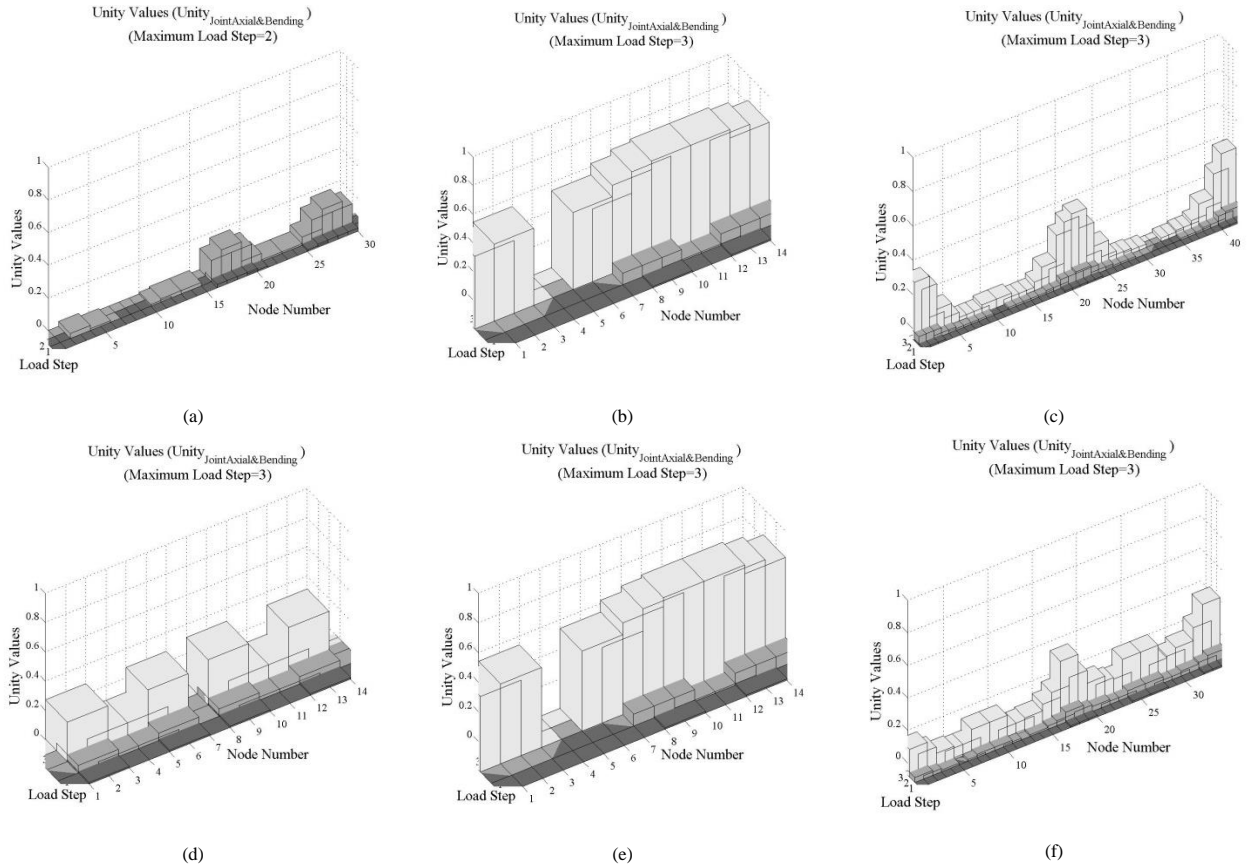 Unity Values (Unity JointAxial&Bending )
(Maximum Load Step=2)
1
0.8
0.6
0.4
0.2
0
Unity Values
2
1
Load Step
5
10
15
20
25
30
Node Number
(a)
Unity Values (Unity JointAxial&Bending )
(Maximum Load Step=3)
1
0.8
0.6
0.4
0.2
0
Unity Values
Load Step
1
2
3
4
5
6
7
8
9
10
11
12
13
14
Node Number
(b)
Unity Values (Unity JointAxial&Bending )
(Maximum Load Step=3)
1
0.8
0.6
0.4
0.2
0
Unity Values
3
2
1
Load Step
5
10
15
20
25
30
35
40
Node Number
(c)
Unity Values (Unity JointAxial&Bending )
(Maximum Load Step=3)
1
0.8
0.6
0.4
0.2
0
Unity Values
Load Step
1
2
3
4
5
6
7
8
9
10
11
12
13
14
Node Number
(d)
Unity Values (Unity JointAxial&Bending )
(Maximum Load Step=3)
1
0.8
0.6
0.4
0.2
0
Unity Values
Load Step
1
2
3
4
5
6
7
8
9
10
11
12
13
14
Node Number
(e)
Unity Values (Unity JointAxial&Bending )
(Maximum Load Step=3)
1
0.8
0.6
0.4
0.2
0
Unity Values
3
2
1
Load Step
5
10
15
20
25
30
Node Number
(f)